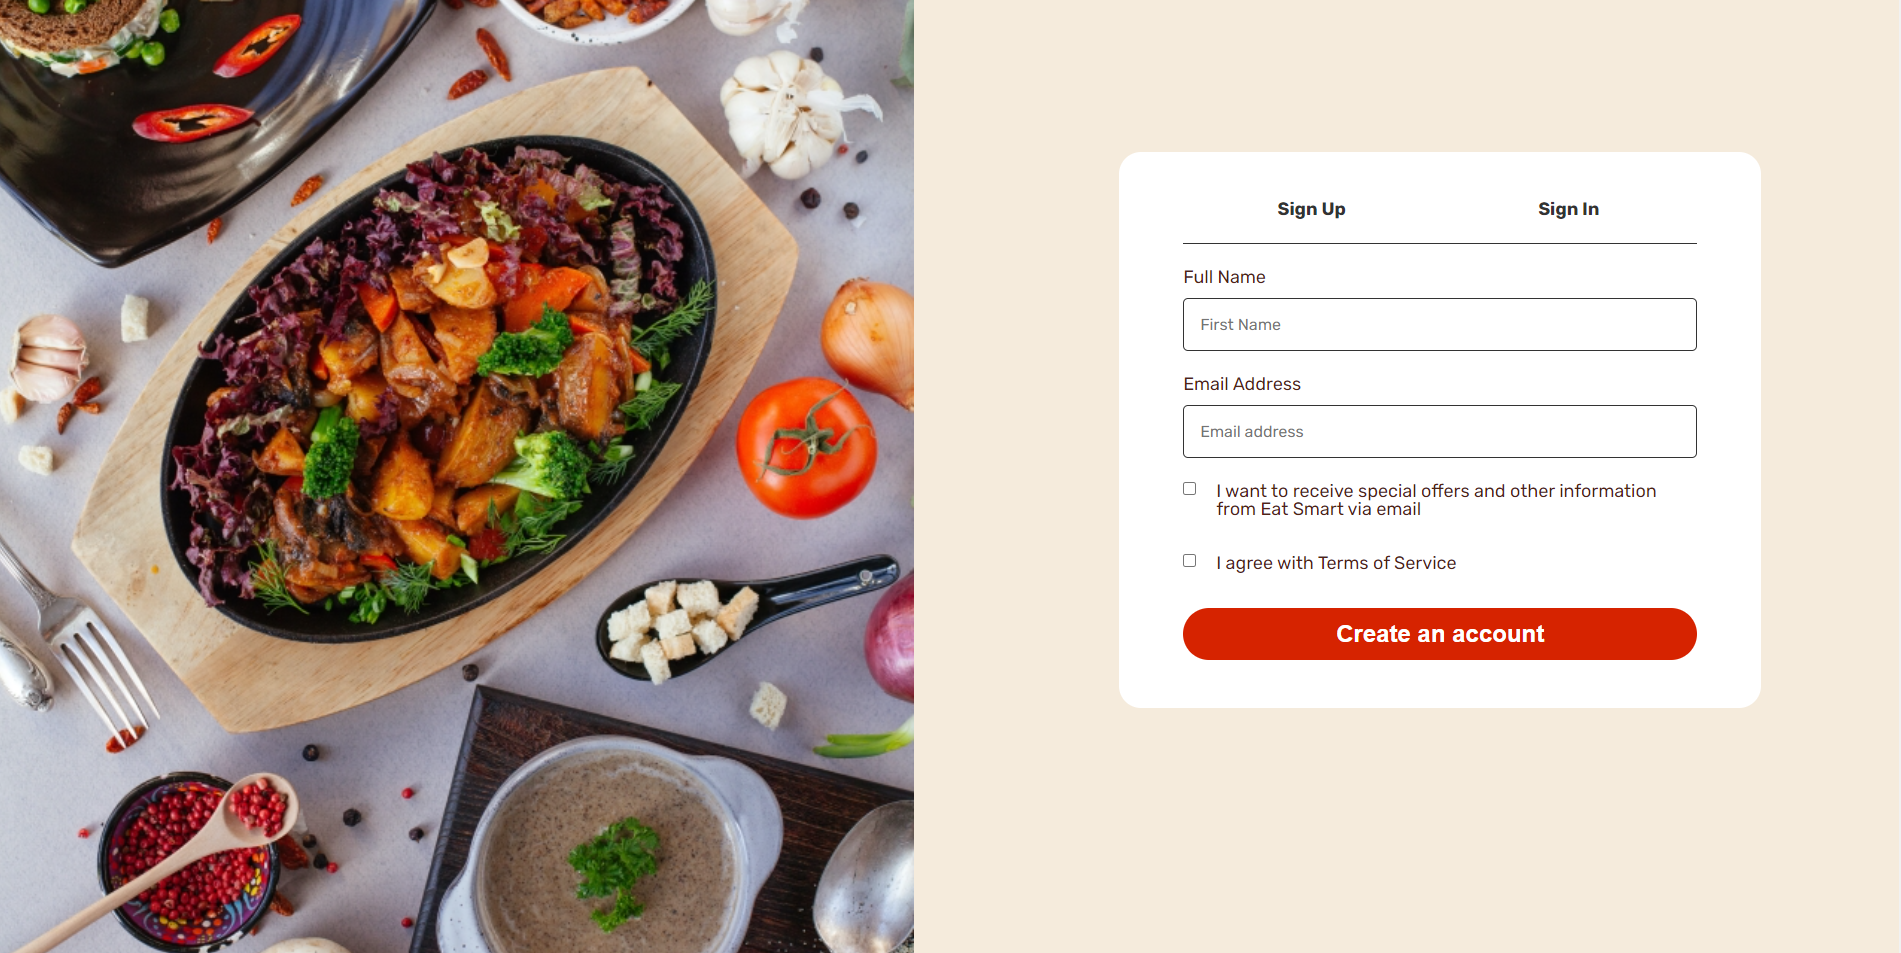 Sign Up
Sign In
Full Name
First Name
Email Address
Email address
I want to receive special offers and other information
from Eat Smart via email
I agree with Terms of Service
Create an account